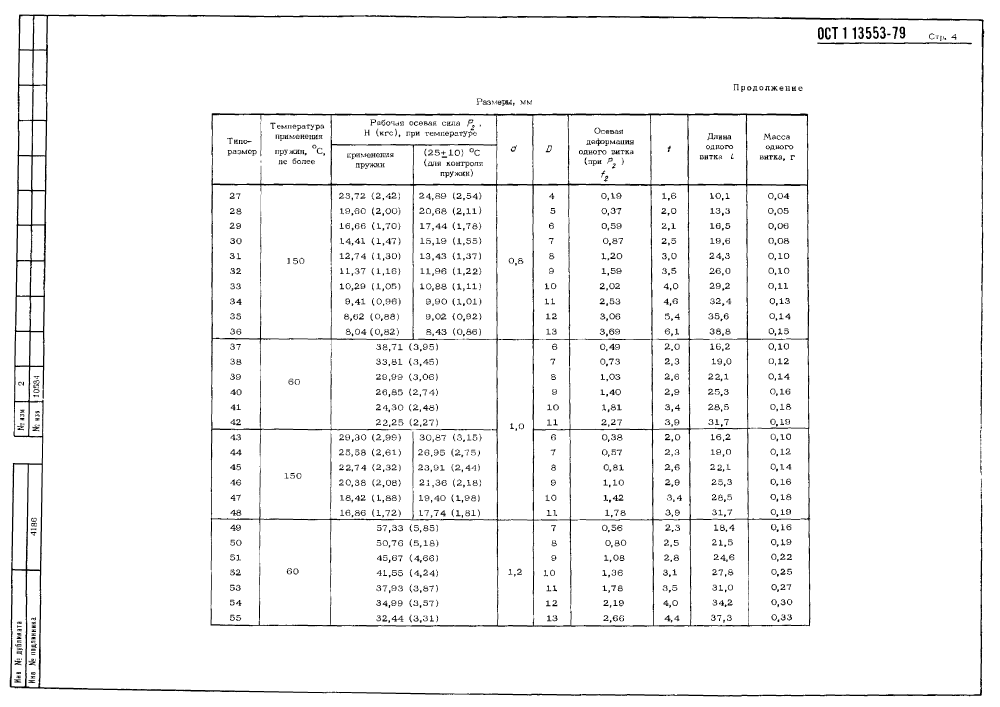 ОСТ 1 13553-79 Стр. 4
Продолжение
Размеры, мм
Типо-размер | Температура применения пружин, °С, не более | Рабочая осевая сила P₂, Н (кгс), при температуре | d | D | Осевая деформация одного витка (при P₂) f₂ | t | Длина одного витка l | Масса одного витка, г
применения пружин | (25±10) °С (для контроля пружин)
27 23,72 (2,42) 24,89 (2,54) 4 0,19 1,6 10,1 0,04
28 19,60 (2,00) 20,68 (2,11) 5 0,37 2,0 13,3 0,05
29 16,66 (1,70) 17,44 (1,78) 6 0,59 2,1 16,5 0,06
30 14,41 (1,47) 15,19 (1,55) 7 0,87 2,5 19,6 0,08
31 150 12,74 (1,30) 13,43 (1,37) 0,8 8 1,20 3,0 24,3 0,10
32 11,37 (1,16) 11,96 (1,22) 9 1,59 3,5 26,0 0,10
33 10,29 (1,05) 10,88 (1,11) 10 2,02 4,0 29,2 0,11
34 9,41 (0,96) 9,90 (1,01) 11 2,53 4,6 32,4 0,13
35 8,62 (0,88) 9,02 (0,92) 12 3,06 5,4 35,6 0,14
36 8,04 (0,82) 8,43 (0,86) 13 3,69 6,1 38,8 0,15
37 38,71 (3,95) 6 0,49 2,0 16,2 0,10
38 33,81 (3,45) 7 0,73 2,3 19,0 0,12
39 60 29,99 (3,06) 8 1,03 2,6 22,1 0,14
40 26,85 (2,74) 9 1,40 2,9 25,3 0,16
41 24,30 (2,48) 10 1,81 3,4 28,5 0,18
42 22,25 (2,27) 1,0 11 2,27 3,9 31,7 0,19
43 29,30 (2,99) 30,87 (3,15) 6 0,38 2,0 16,2 0,10
44 25,58 (2,61) 26,95 (2,75) 7 0,57 2,3 19,0 0,12
45 150 22,74 (2,32) 23,91 (2,44) 8 0,81 2,6 22,1 0,14
46 20,38 (2,08) 21,36 (2,18) 9 1,10 2,9 25,3 0,16
47 18,42 (1,88) 19,40 (1,98) 10 1,42 3,4 28,5 0,18
48 16,86 (1,72) 17,74 (1,81) 11 1,78 3,9 31,7 0,19
49 57,33 (5,85) 7 0,56 2,3 18,4 0,16
50 50,76 (5,18) 8 0,80 2,5 21,5 0,19
51 45,67 (4,66) 9 1,08 2,8 24,6 0,22
52 60 41,55 (4,24) 1,2 10 1,36 3,1 27,8 0,25
53 37,93 (3,87) 11 1,78 3,5 31,0 0,27
54 34,99 (3,57) 12 2,19 4,0 34,2 0,30
55 32,44 (3,31) 13 2,66 4,4 37,3 0,33
№ изм 2
№ изв 10534
4186
Инв № дубликата
Инв № подлинника